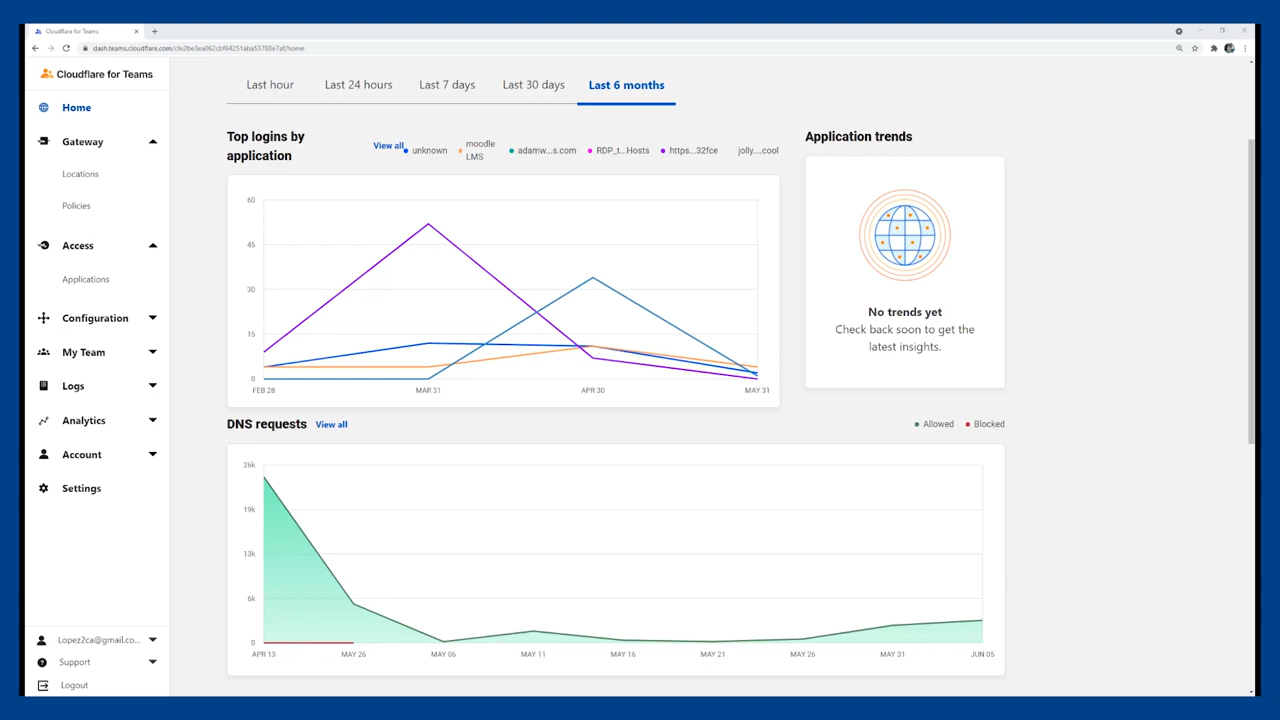 Cloudflare for Teams
dash.teams.cloudflare.com/cfe2be3ea062cbf64251aba53788e7af/home
Cloudflare for Teams
Home
Gateway
Locations
Policies
Access
Applications
Configuration
My Team
Logs
Analytics
Account
Settings
Lopez2ca@gmail.co...
Support
Logout
Last hour
Last 24 hours
Last 7 days
Last 30 days
Last 6 months
Top logins by
application
View all
unknown
moodle
LMS
adamw...s.com
RDP_t...Hosts
https...32fce
jolly....cool
60
45
30
15
0
FEB 28
MAR 31
APR 30
MAY 31
Application trends
No trends yet
Check back soon to get the
latest insights.
DNS requests
View all
Allowed
Blocked
26k
19k
13k
6k
0
APR 13
MAY 26
MAY 06
MAY 11
MAY 16
MAY 21
MAY 26
MAY 31
JUN 05